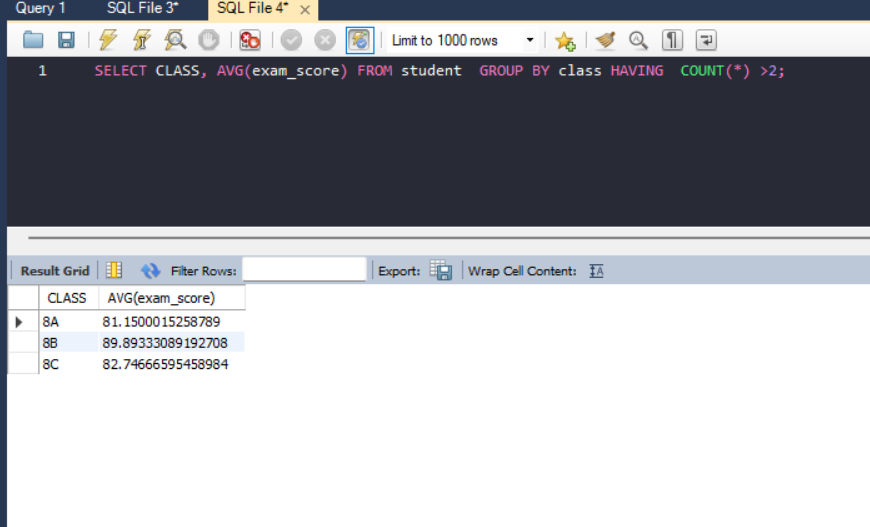 Query 1 SQL File 3* SQL File 4* ×
Limit to 1000 rows
1 SELECT CLASS, AVG(exam_score) FROM student  GROUP BY class HAVING  COUNT(*) >2;
Result Grid Filter Rows: Export: Wrap Cell Content: IA
CLASS AVG(exam_score)
8A 81.1500015258789
8B 89.89333089192708
8C 82.74666595458984